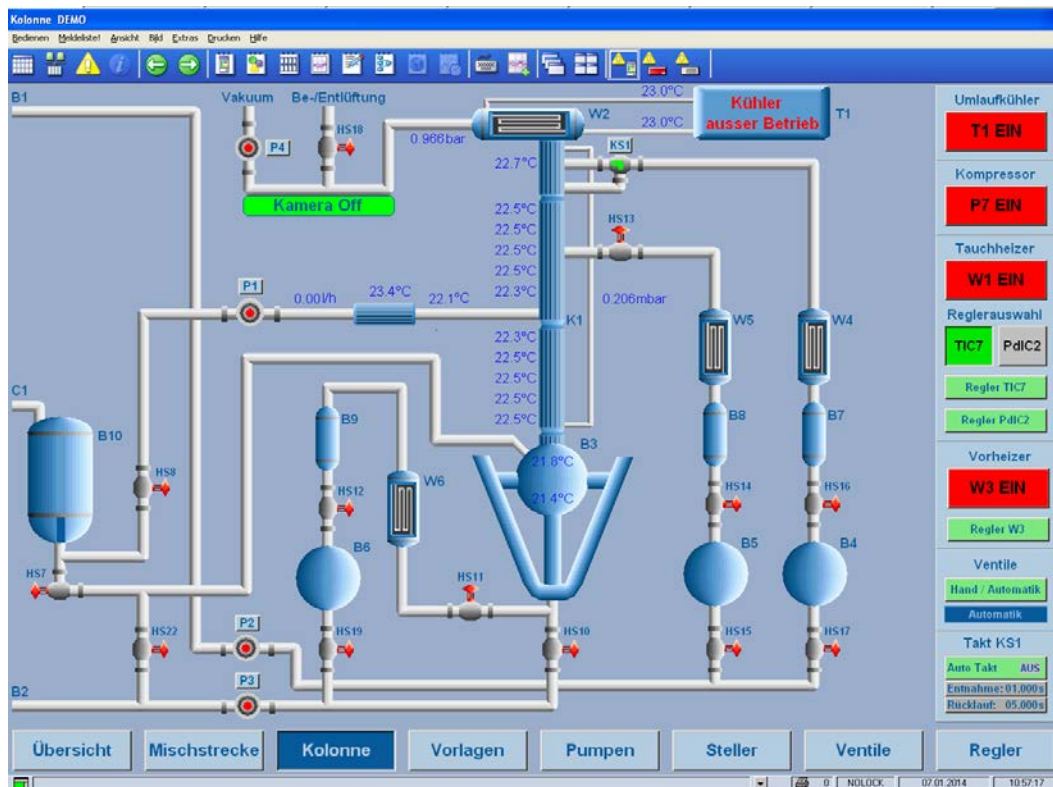 Kolonne DEMO
Bedienen Meldeliste! Ansicht Bild Extras Drucken Hilfe
B1
Vakuum Be-/Entlüftung
HS18
P4
Kamera Off
0.966bar
W2
23.0°C
23.0°C
Kühler
ausser Betrieb
T1
KS1
22.7°C
22.5°C
22.5°C
22.5°C
22.5°C
22.3°C
HS13
0.206mbar
P1
0.00l/h
23.4°C
22.1°C
K1
22.3°C
22.5°C
22.5°C
22.5°C
22.5°C
W5
W4
C1
B10
B9
B3
B8
B7
21.8°C
21.4°C
HS8
HS12
W6
HS14
HS16
B6
B5
B4
HS7
HS11
HS22
P2
HS19
HS10
HS15
HS17
P3
B2
Umlaufkühler
T1 EIN
Kompressor
P7 EIN
Tauchheizer
W1 EIN
Reglerauswahl
TIC7 PdIC2
Regler TIC7
Regler PdIC2
Vorheizer
W3 EIN
Regler W3
Ventile
Hand / Automatik
Automatik
Takt KS1
Auto Takt AUS
Entnahme: 01.000s
Rücklauf: 05.000s
Übersicht Mischstrecke Kolonne Vorlagen Pumpen Steller Ventile Regler
0 NOLOCK 07.01.2014 10:57:17